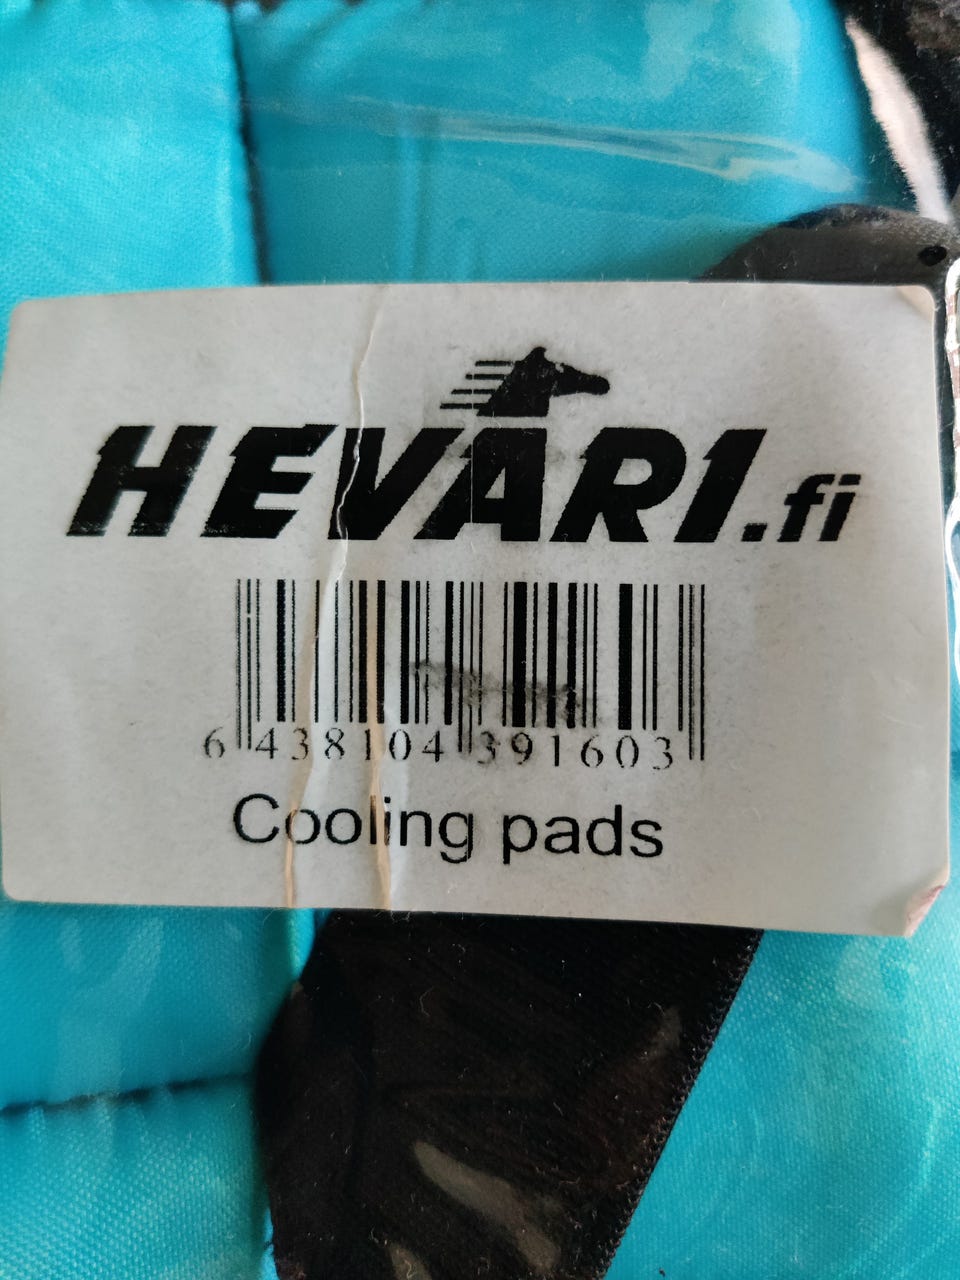 HEVARI.fi
6 438104 391603
Cooling pads